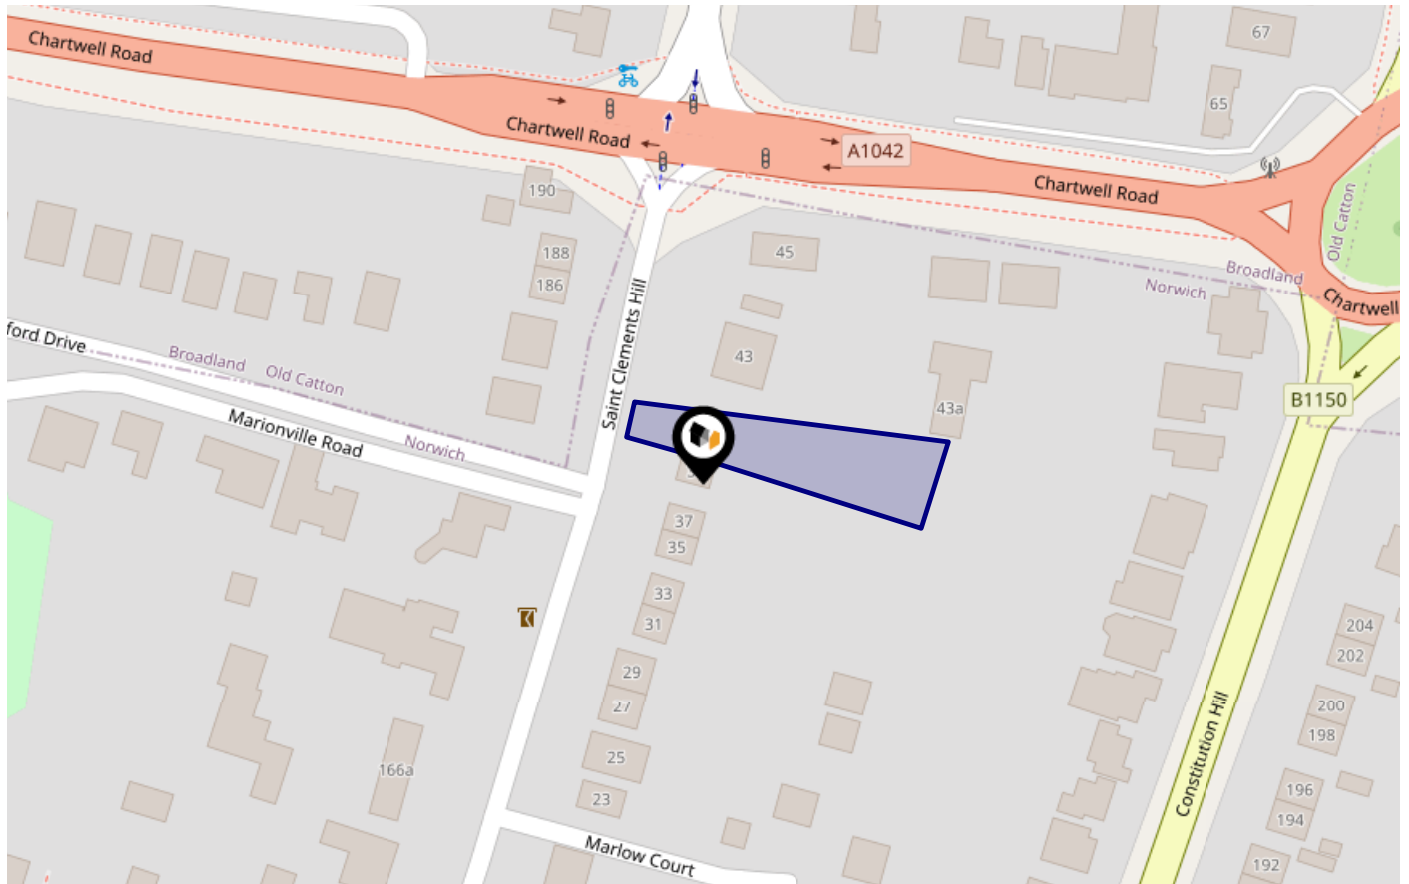 67
Chartwell Road
65
Chartwell Road
A1042
Chartwell Road
190
Old Catton
188
45
Broadland
186
Norwich
Saint Clements Hill
Chartwell
ford Drive
Broadland
Old Catton
43
B1150
43a
Marionville Road
Norwich
37
35
33
31
204
202
29
27
200
198
Constitution Hill
25
166a
23
196
194
Marlow Court
192